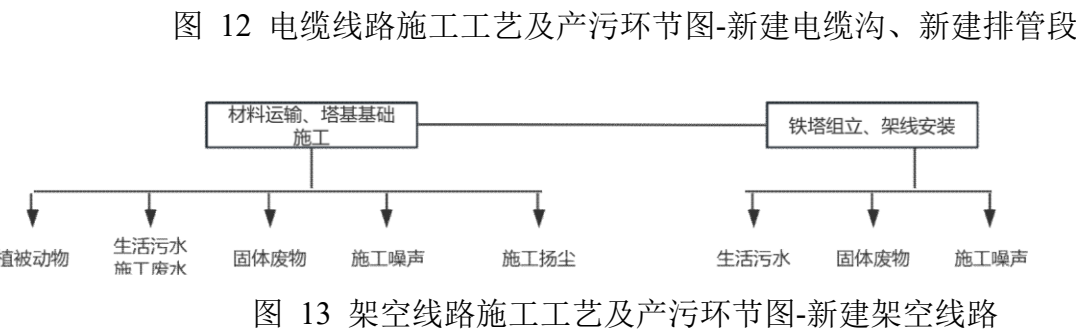 图 12 电缆线路施工工艺及产污环节图-新建电缆沟、新建排管段
材料运输、塔基基础
施工
铁塔组立、架线安装
植被动物
生活污水
施工废水
固体废物
施工噪声
施工扬尘
生活污水
固体废物
施工噪声
图 13 架空线路施工工艺及产污环节图-新建架空线路